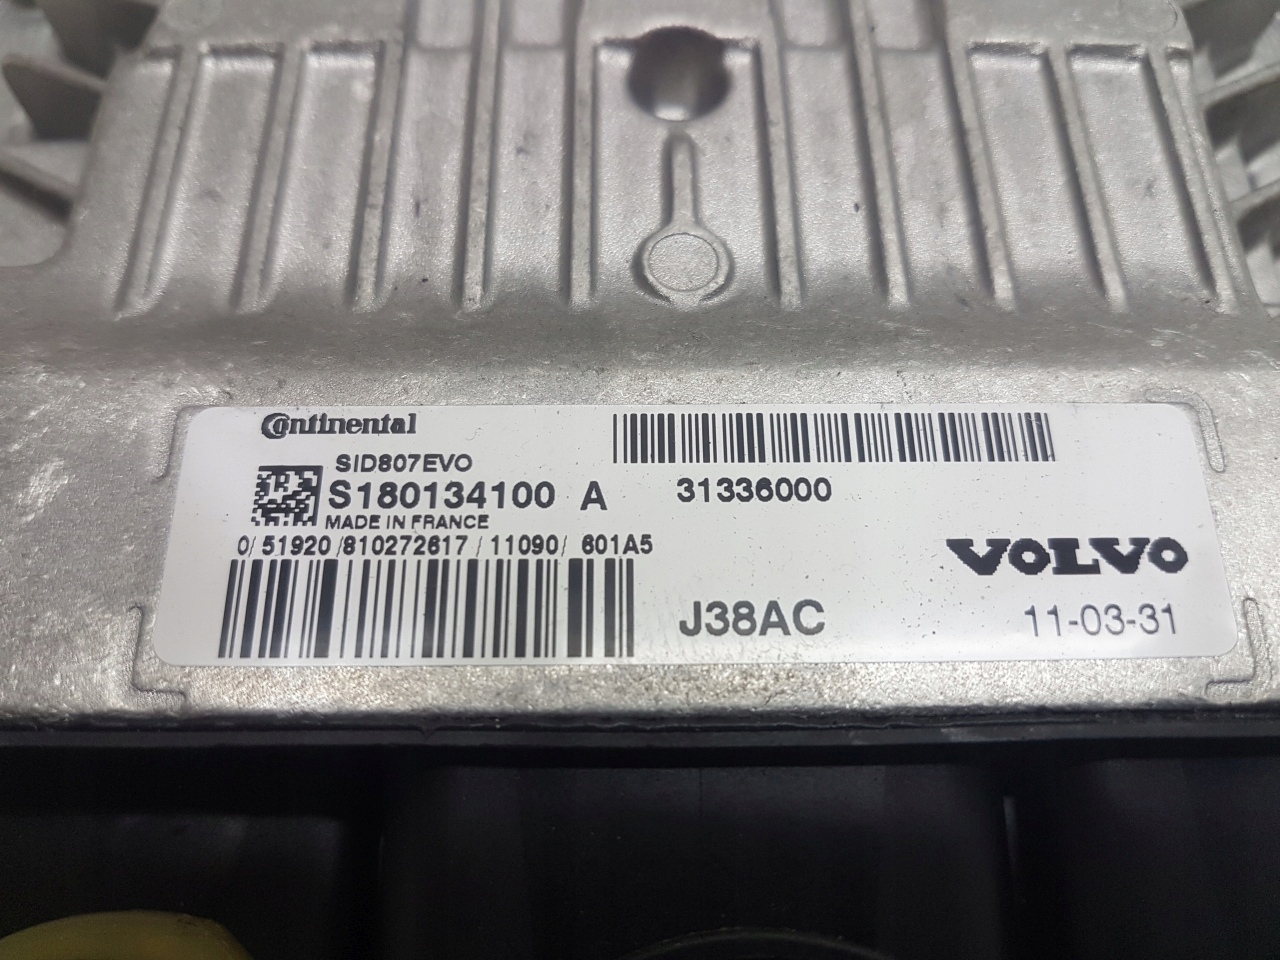 Continental
SID807EVO
S180134100 A
31336000
MADE IN FRANCE
0/ 51920 /810272617 / 11090/ 601A5
VOLVO
J38AC
11-03-31